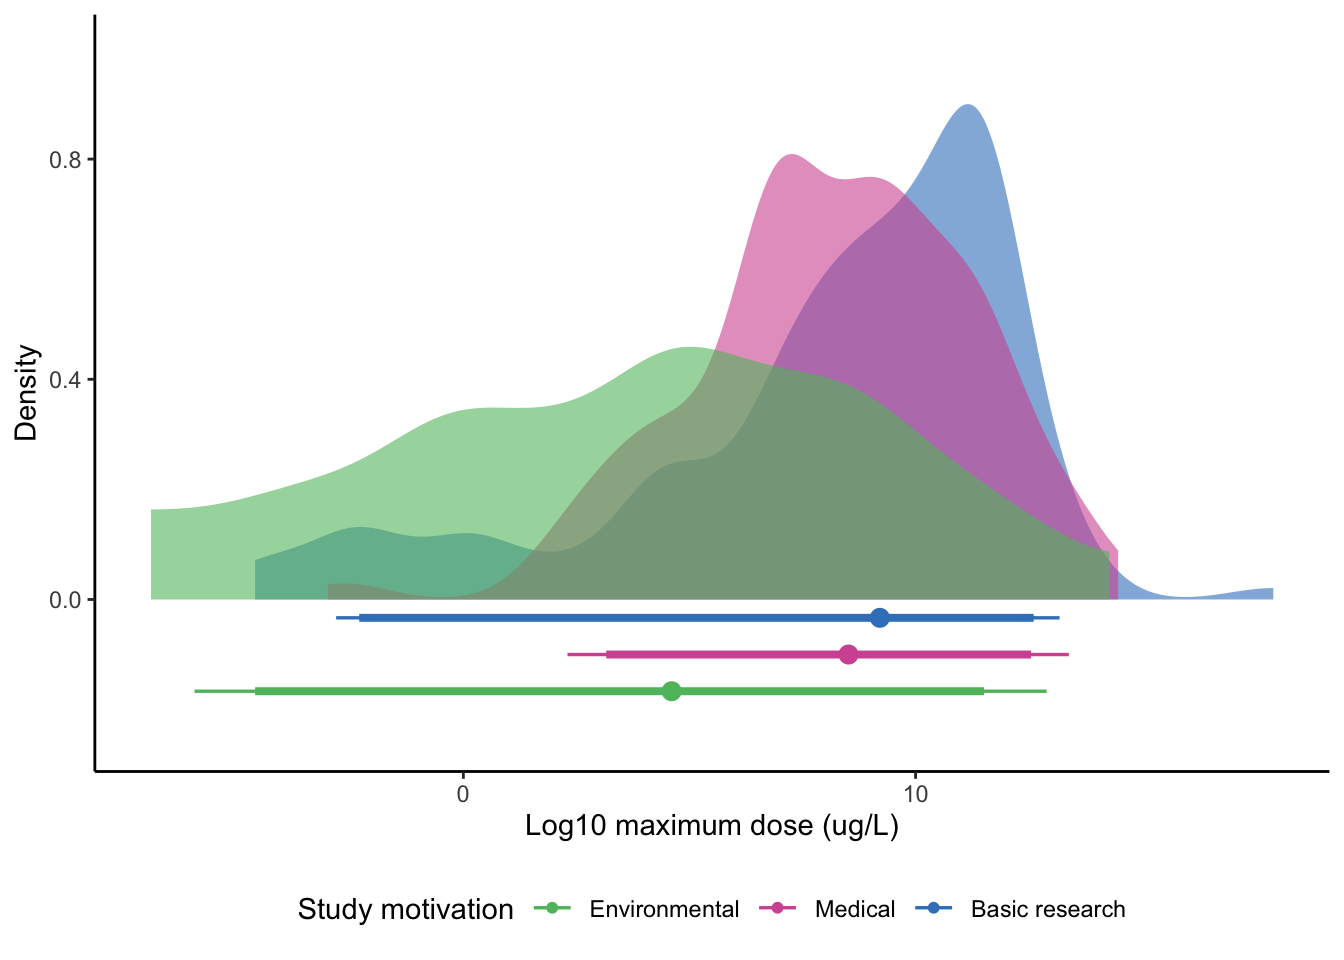 0.8
0.4
0.0
Density
0 10
Log10 maximum dose (ug/L)
Study motivation Environmental Medical Basic research